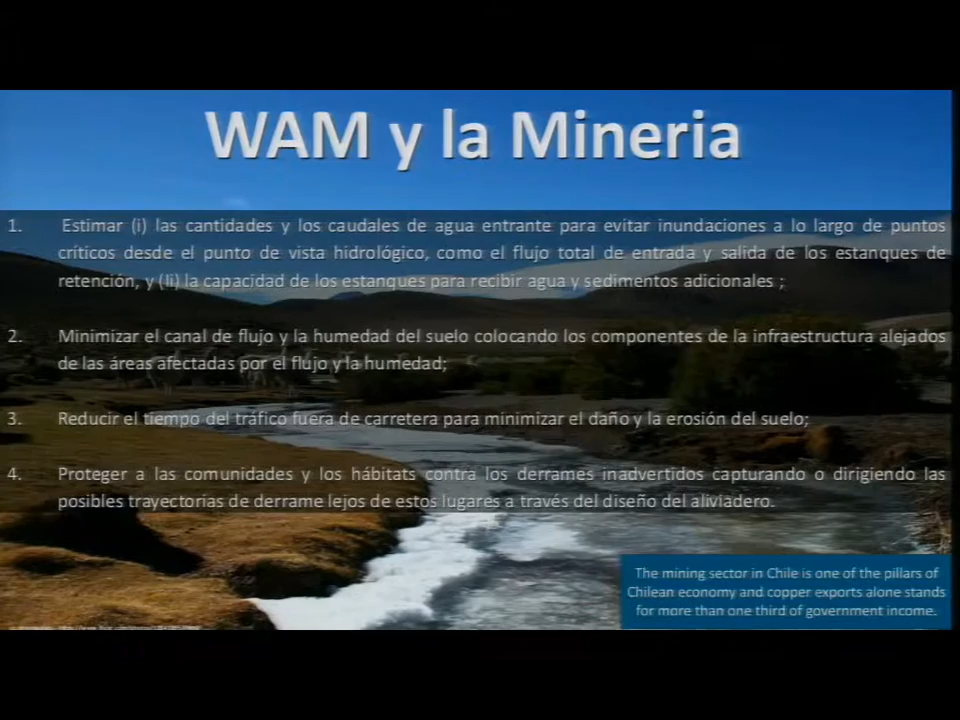 WAM y la Mineria
1. Estimar (i) las cantidades y los caudales de agua entrante para evitar inundaciones a lo largo de puntos
críticos desde el punto de vista hidrológico, como el flujo total de entrada y salida de los estanques de
retención, y (Ii) la capacidad de los estanques para recibir agua y sedimentos adicionales ;
2. Minimizar el canal de flujo y la humedad del suelo colocando los componentes de la infraestructura alejados
de las áreas afectadas por el flujo y la humedad;
3. Reducir el tiempo del tráfico fuera de carretera para minimizar el daño y la erosión del suelo;
4. Proteger a las comunidades y los hábitats contra los derrames inadvertidos capturando o dirigiendo las
posibles trayectorias de derrame lejos de estos lugares a través del diseño del aliviadero.
The mining sector in Chile is one of the pillars of
Chilean economy and copper exports alone stands
for more than one third of government income.